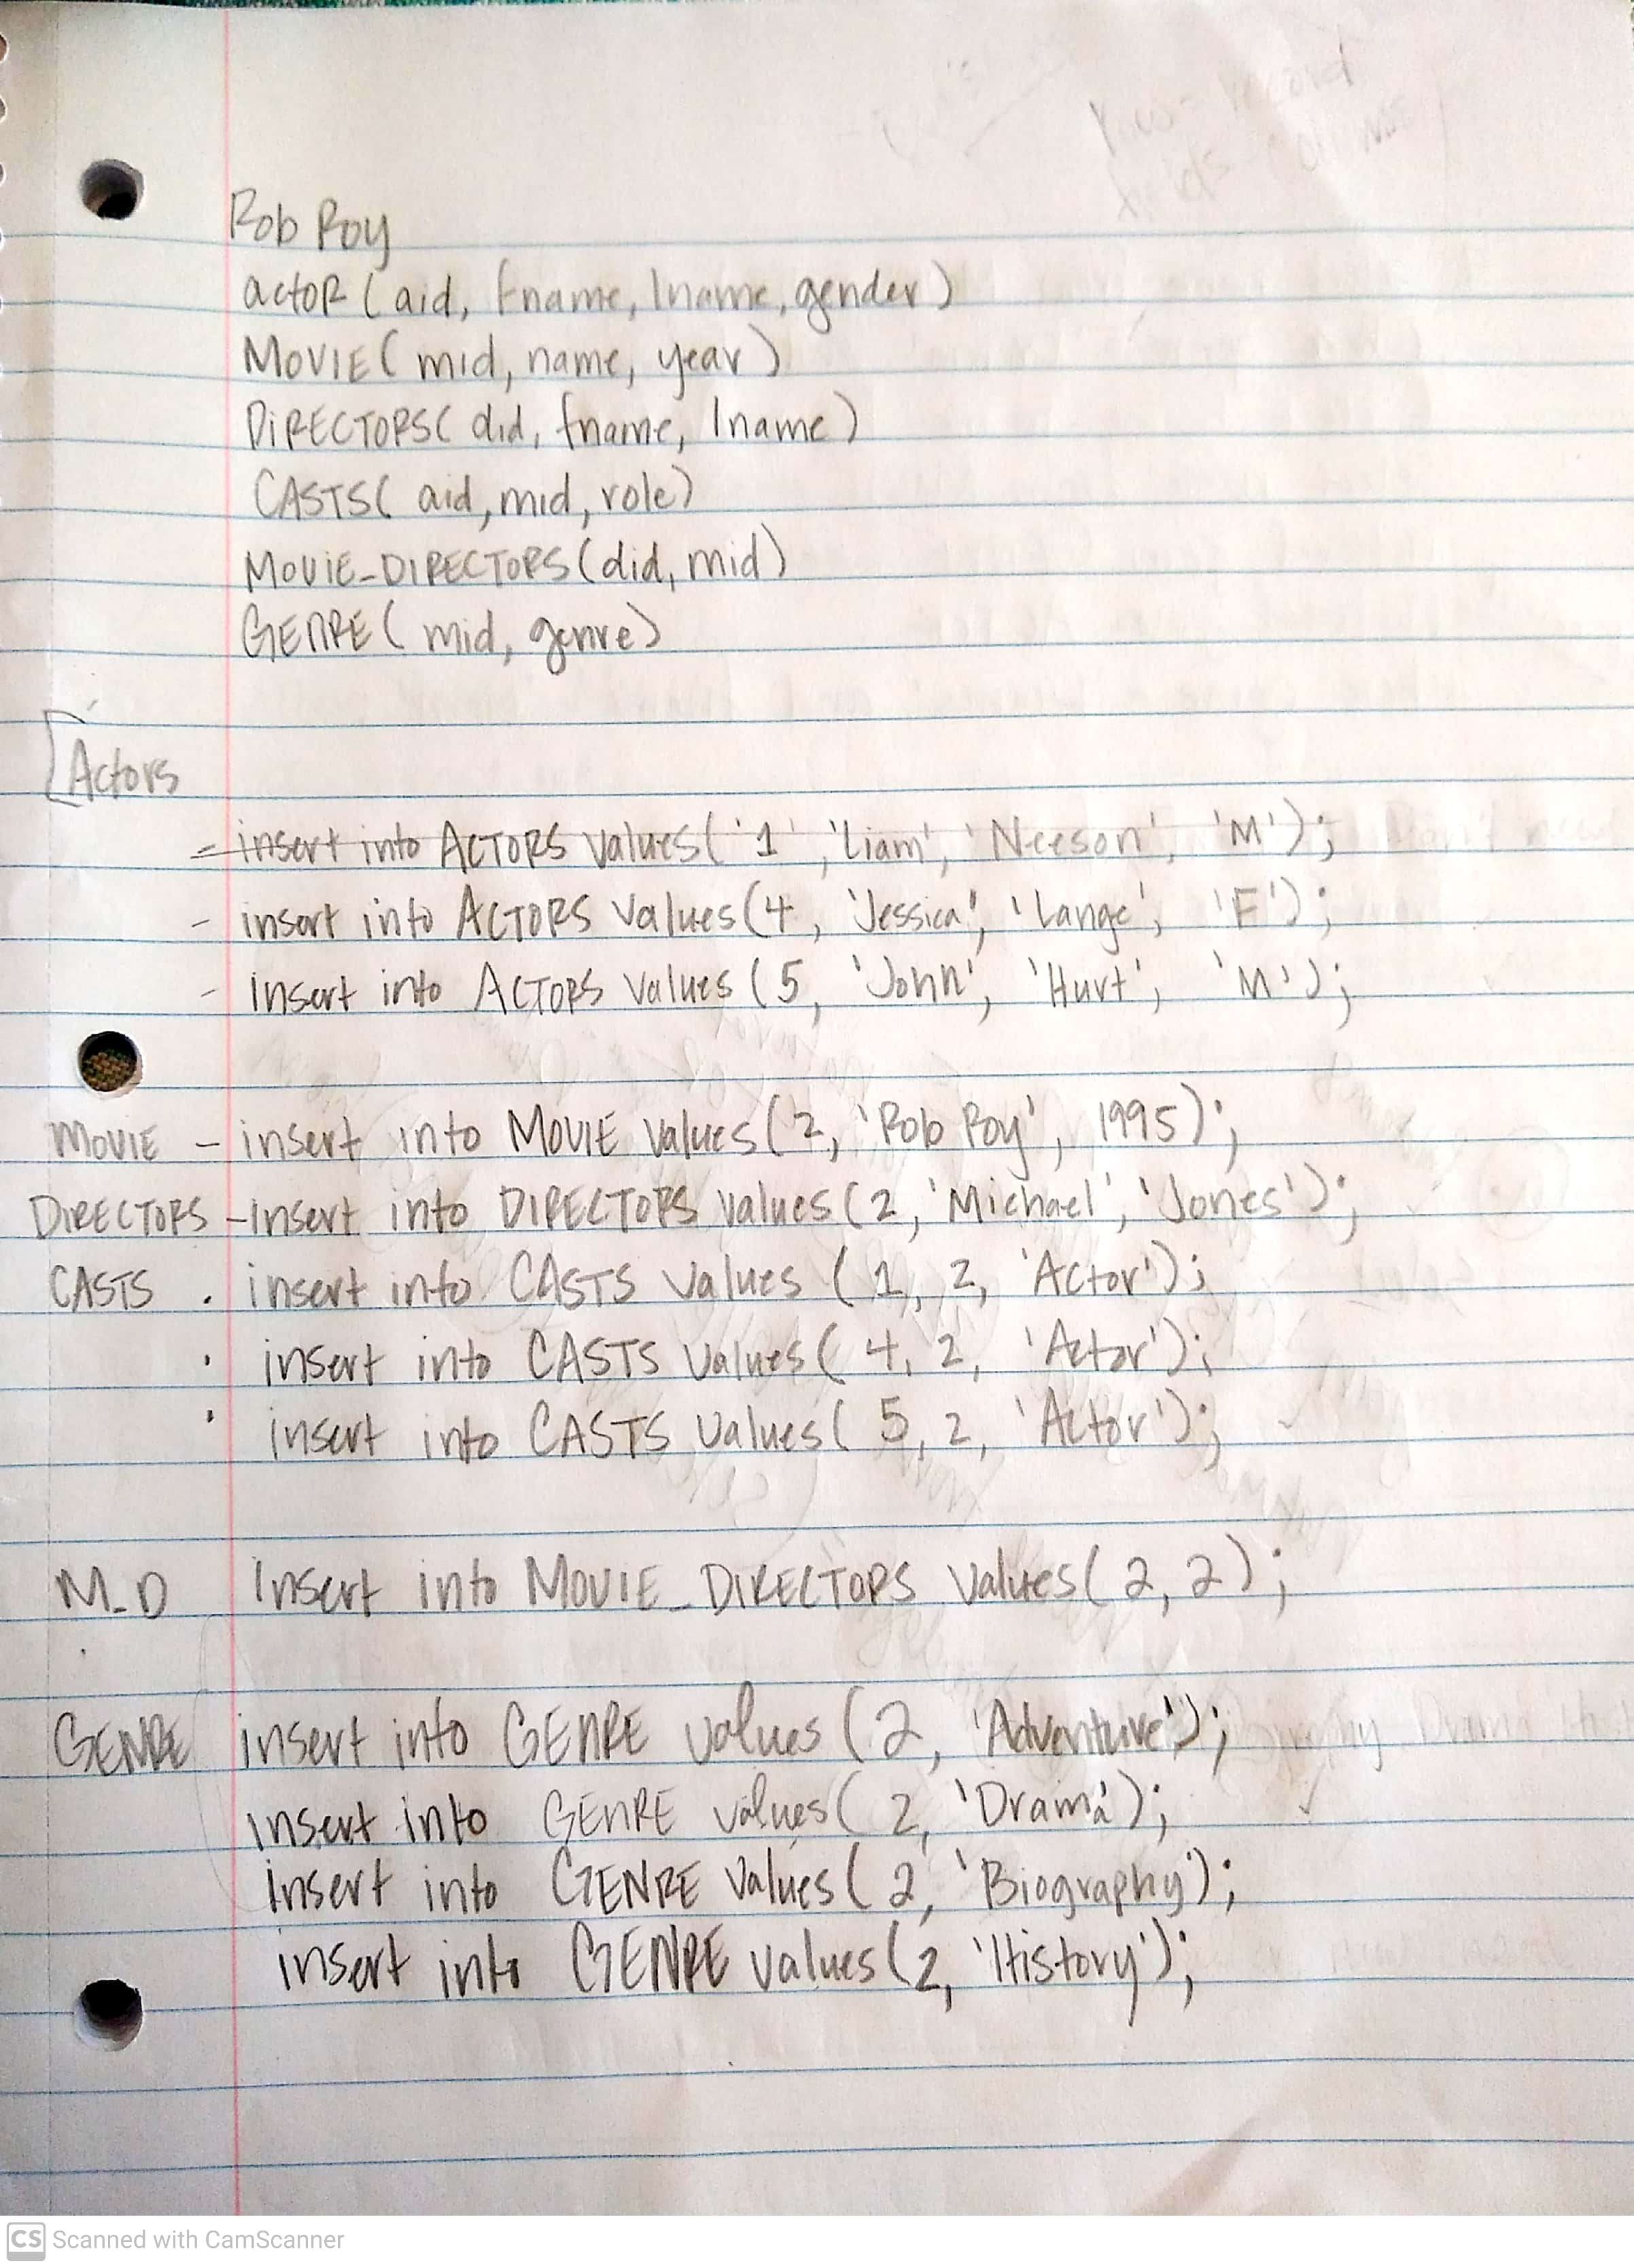 Rob Roy
actoR (aid, fname, lname, gender)
MOVIE( mid, name, year)
DiRECTORS( did, fname, lname)
CASTS( aid, mid, role)
MOViE_DIRECTORS(did, mid)
GENRE( mid, genre)
Actors
- insert into ACTORS values('1', 'Liam', 'Neeson', 'M');
- insert into ACTORS values(4, 'Jessica', 'Lange', 'F');
- Insert into ACTORS values (5, 'John', 'Hurt', 'M');
MOVIE - insert into MOVIE values(2, 'Rob Roy', 1995);
DIRECTORS - Insert into DIRECTORS values(2, 'Michael', 'Jones');
CASTS . insert into CASTS values (1, 2, 'Actor');
. insert into CASTS values( 4, 2, 'Actor');
. insert into CASTS values( 5, 2, 'Actor');
M_D Insert into MOVIE_DIRECTORS values(2, 2);
GENRE insert into GENRE values (2, 'Adventure');
Insert into GENRE values( 2, 'Drama');
Insert into GENRE values( 2, 'Biography');
insert into GENRE values(2, 'History');
CS Scanned with CamScanner